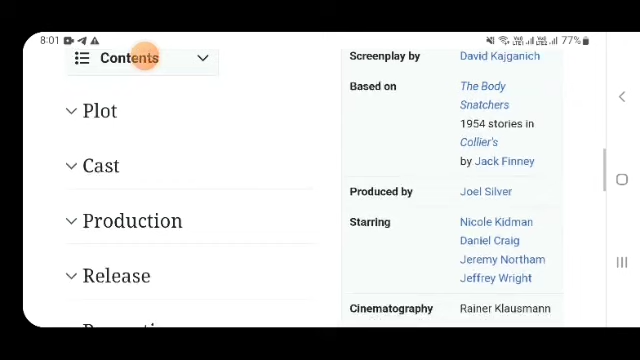 8:01 77%
Contents
Plot
Cast
Production
Release
Screenplay by David Kajganich
Based on The Body
Snatchers
1954 stories in
Collier's
by Jack Finney
Produced by Joel Silver
Starring Nicole Kidman
Daniel Craig
Jeremy Northam
Jeffrey Wright
Cinematography Rainer Klausmann